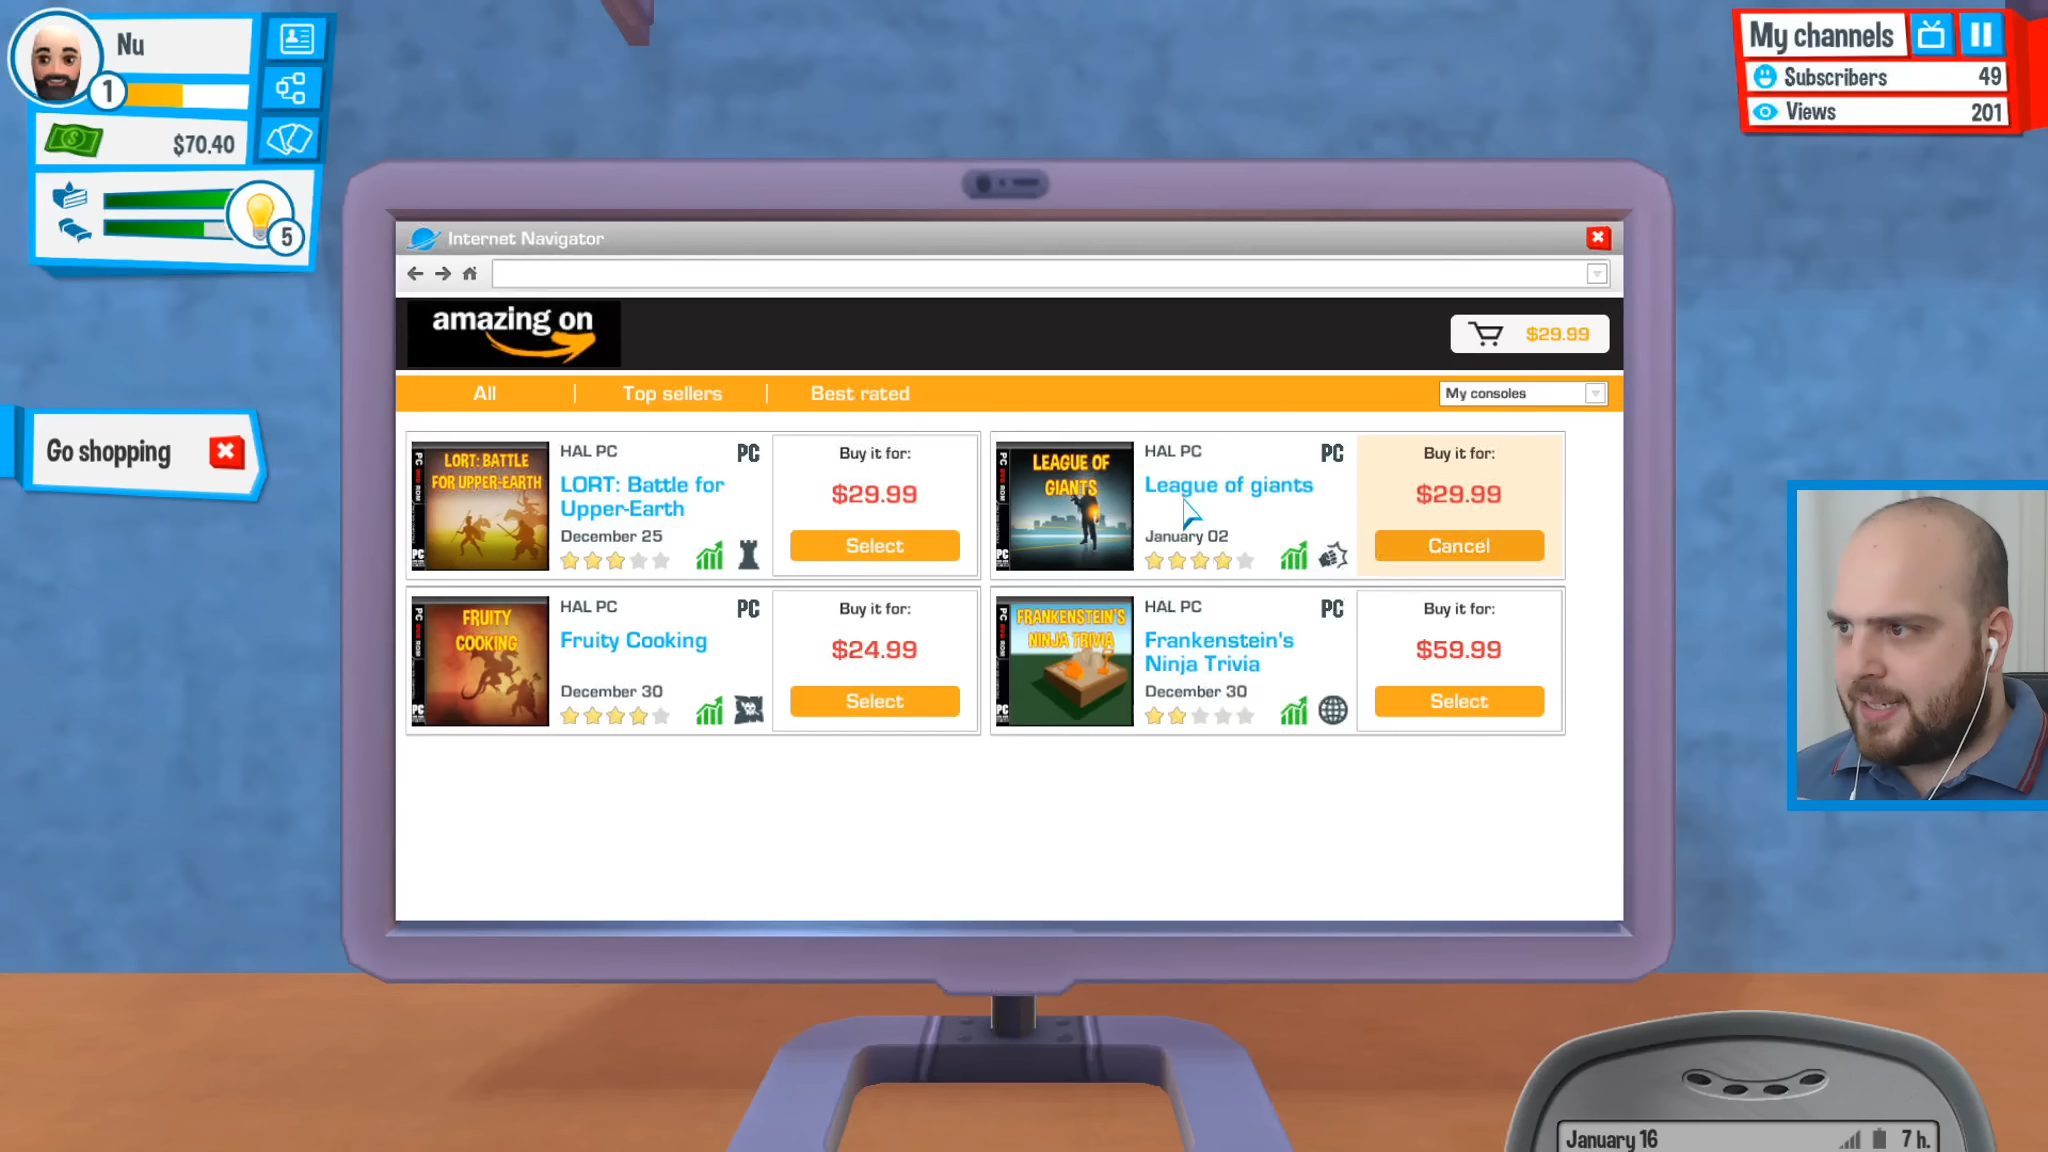 Nu
1
$70.40
5
My channels
Subscribers 49
Views 201
Go shopping
Internet Navigator
amazing on
$29.99
All | Top sellers | Best rated
My consoles
LORT: BATTLE
FOR UPPER-EARTH
HAL PC PC
LORT: Battle for
Upper-Earth
December 25
Buy it for:
$29.99
Select
LEAGUE OF
GIANTS
HAL PC PC
League of giants
January 02
Buy it for:
$29.99
Cancel
FRUITY
COOKING
HAL PC PC
Fruity Cooking
December 30
Buy it for:
$24.99
Select
FRANKENSTEIN'S
NINJA TRIVIA
HAL PC PC
Frankenstein's
Ninja Trivia
December 30
Buy it for:
$59.99
Select
January 16 7 h.